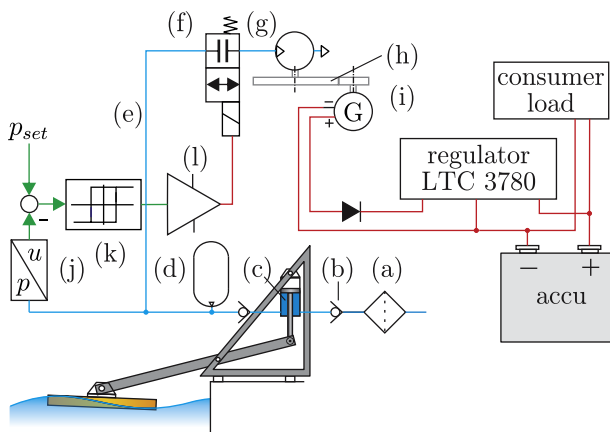 (f)
(g)
(h)
(i)
consumer
load
(e)
p_set
G
− +
(l)
regulator
LTC 3780
-
(k)
u
p
(j)
(d)
(c)
(b)
(a)
− +
accu